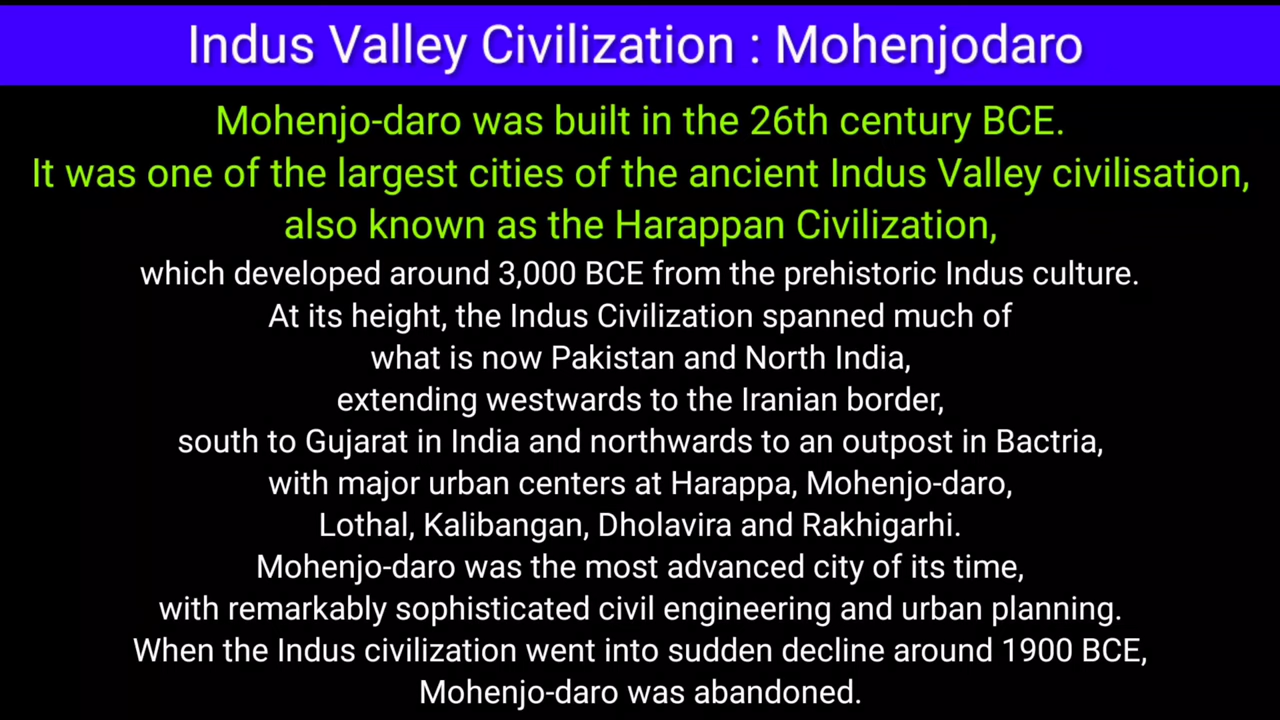 Indus Valley Civilization : Mohenjodaro
Mohenjo-daro was built in the 26th century BCE.
It was one of the largest cities of the ancient Indus Valley civilisation,
also known as the Harappan Civilization,
which developed around 3,000 BCE from the prehistoric Indus culture.
At its height, the Indus Civilization spanned much of
what is now Pakistan and North India,
extending westwards to the Iranian border,
south to Gujarat in India and northwards to an outpost in Bactria,
with major urban centers at Harappa, Mohenjo-daro,
Lothal, Kalibangan, Dholavira and Rakhigarhi.
Mohenjo-daro was the most advanced city of its time,
with remarkably sophisticated civil engineering and urban planning.
When the Indus civilization went into sudden decline around 1900 BCE,
Mohenjo-daro was abandoned.